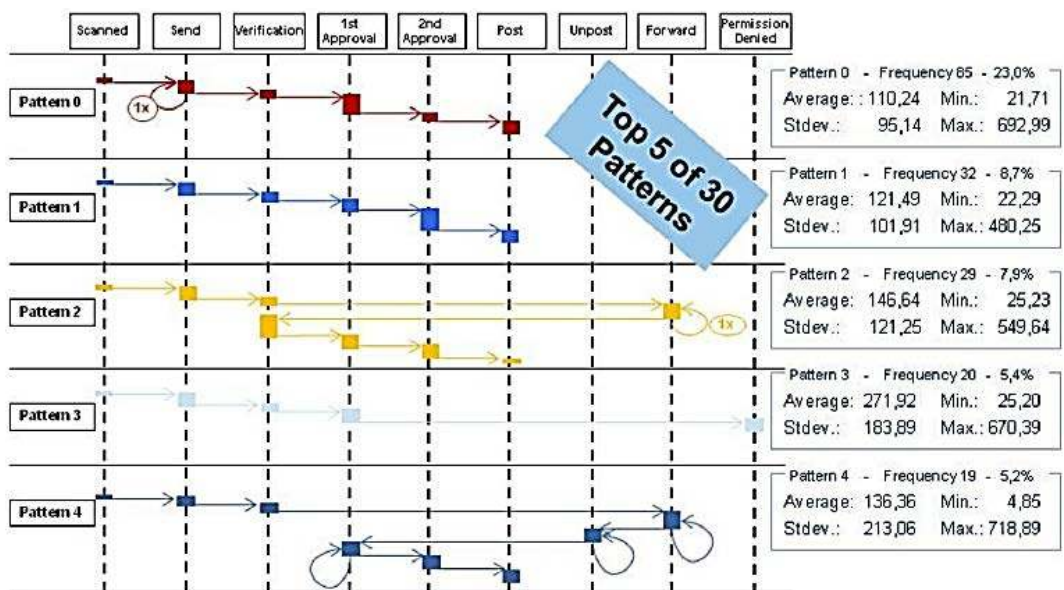 Scanned Send Verification 1st Approval 2nd Approval Post Unpost Forward Permission Denied
Pattern 0
1x
Pattern 0 - Frequency 85 - 23,0%
Average: : 110,24 Min.: 21,71
Stdev.: 95,14 Max.: 692,99
Top 5 of 30
Patterns
Pattern 1
Pattern 1 - Frequency 32 - 8,7%
Average: 121,49 Min.: 22,29
Stdev.: 101,91 Max.: 480,25
Pattern 2
1x
Pattern 2 - Frequency 29 - 7,9%
Average: 146,64 Min.: 25,23
Stdev.: 121,25 Max.: 549,64
Pattern 3
Pattern 3 - Frequency 20 - 5,4%
Average: 271,92 Min.: 25,20
Stdev.: 183,89 Max.: 670,39
Pattern 4
Pattern 4 - Frequency 19 - 5,2%
Average: 136,36 Min.: 4,85
Stdev.: 213,06 Max.: 718,89